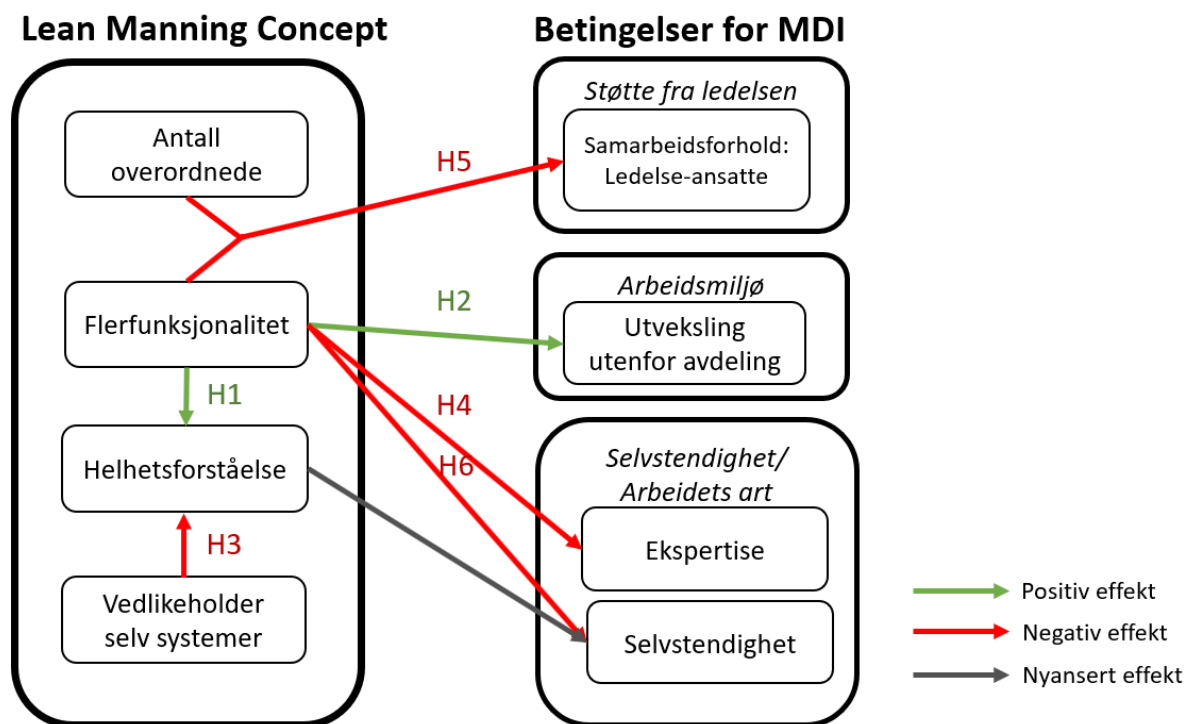 Lean Manning Concept
Antall
overordnede
Flerfunksjonalitet
H1
Helhetsforståelse
H3
Vedlikeholder
selv systemer
H5
H2
H4
H6
Betingelser for MDI
Støtte fra ledelsen
Samarbeidsforhold:
Ledelse-ansatte
Arbeidsmiljø
Utveksling
utenfor avdeling
Selvstendighet/
Arbeidets art
Ekspertise
Selvstendighet
Positiv effekt
Negativ effekt
Nyansert effekt